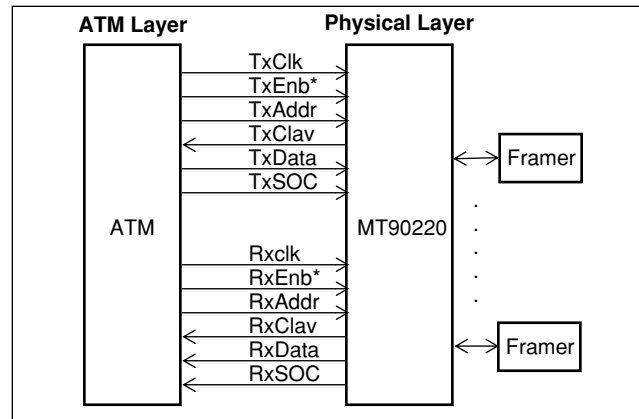 ATM Layer
Physical Layer
TxClk
TxEnb*
TxAddr
TxClav
TxData
TxSOC
Framer
ATM
MT90220
Rxclk
RxEnb*
RxAddr
RxClav
RxData
RxSOC
Framer